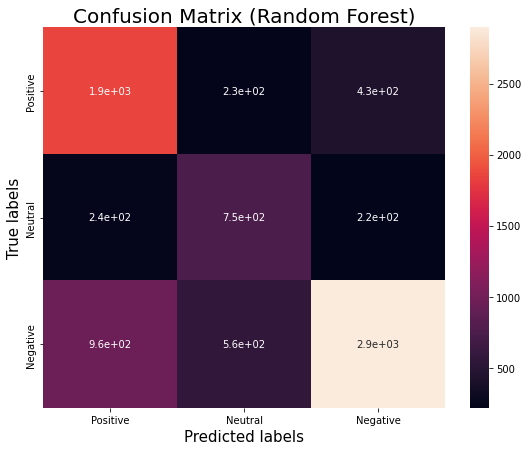 Confusion Matrix (Random Forest)
Positive
1.9e+03 2.3e+02 4.3e+02
2500
2000
True labels
Neutral
2.4e+02 7.5e+02 2.2e+02
1500
1000
Negative
9.6e+02 5.6e+02 2.9e+03
500
Positive Neutral Negative
Predicted labels